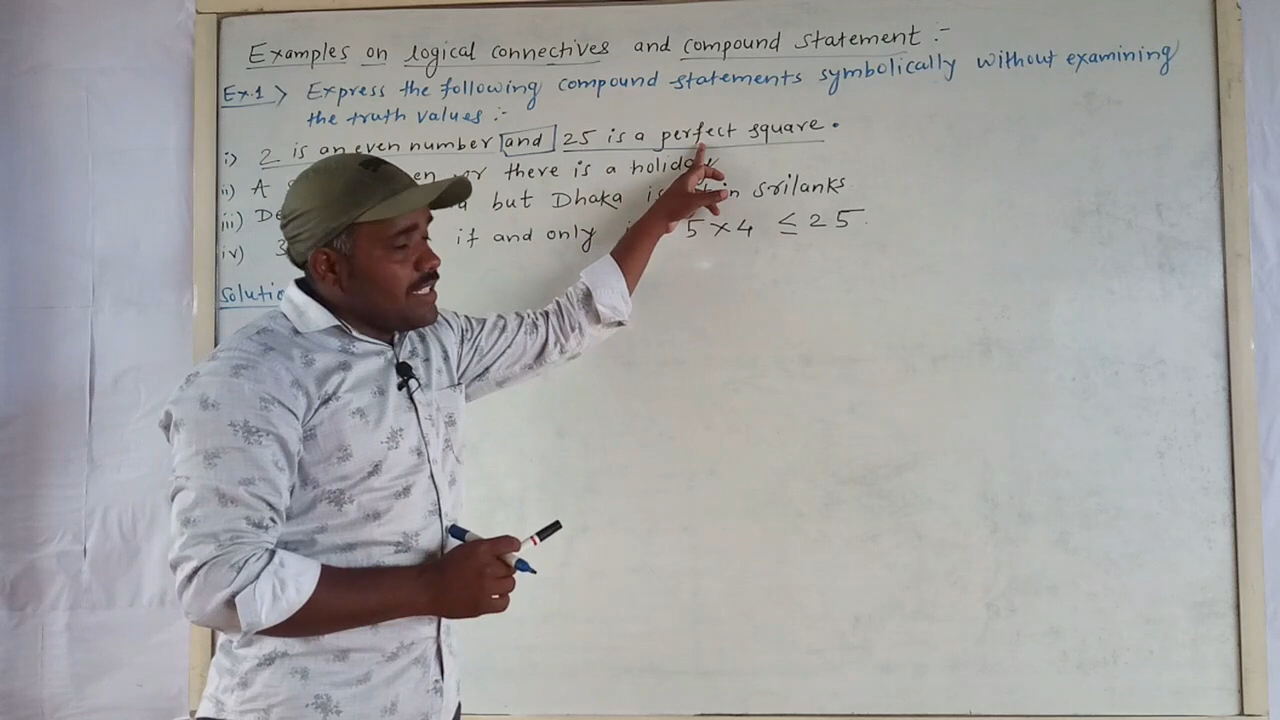 Examples on logical connectives and compound statement :-
Ex.1> Express the following compound statements symbolically without examining
the truth values :-
i) 2 is an even number and 25 is a perfect square.
ii) A en or there is a holiday
iii) De but Dhaka is in srilanks
iv) 3 if and only 5 × 4 ≤ 25.
Solutio